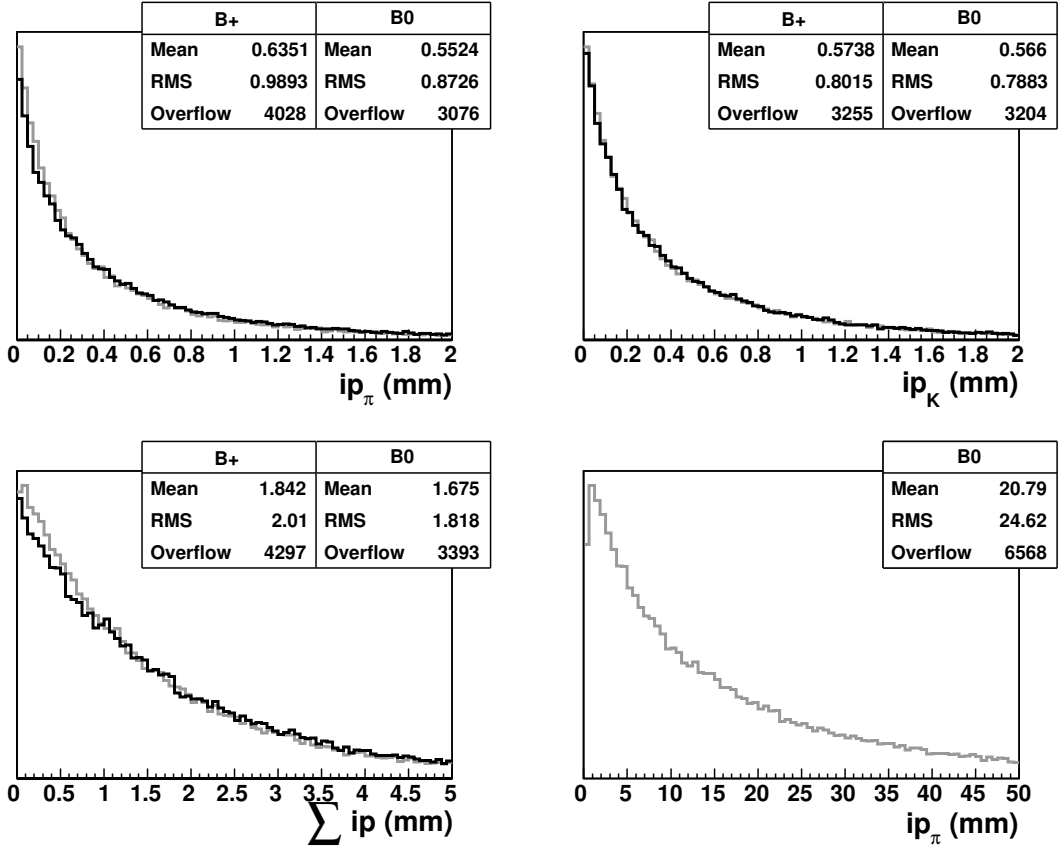 B+ B0
Mean 0.6351 Mean 0.5524
RMS 0.9893 RMS 0.8726
Overflow 4028 Overflow 3076
0 0.2 0.4 0.6 0.8 1 1.2 1.4 1.6 1.8 2
ip_π (mm)
B+ B0
Mean 0.5738 Mean 0.566
RMS 0.8015 RMS 0.7883
Overflow 3255 Overflow 3204
0 0.2 0.4 0.6 0.8 1 1.2 1.4 1.6 1.8 2
ip_K (mm)
B+ B0
Mean 1.842 Mean 1.675
RMS 2.01 RMS 1.818
Overflow 4297 Overflow 3393
0 0.5 1 1.5 2 2.5 3 3.5 4 4.5 5
∑ ip (mm)
B0
Mean 20.79
RMS 24.62
Overflow 6568
0 5 10 15 20 25 30 35 40 45 50
ip_π (mm)